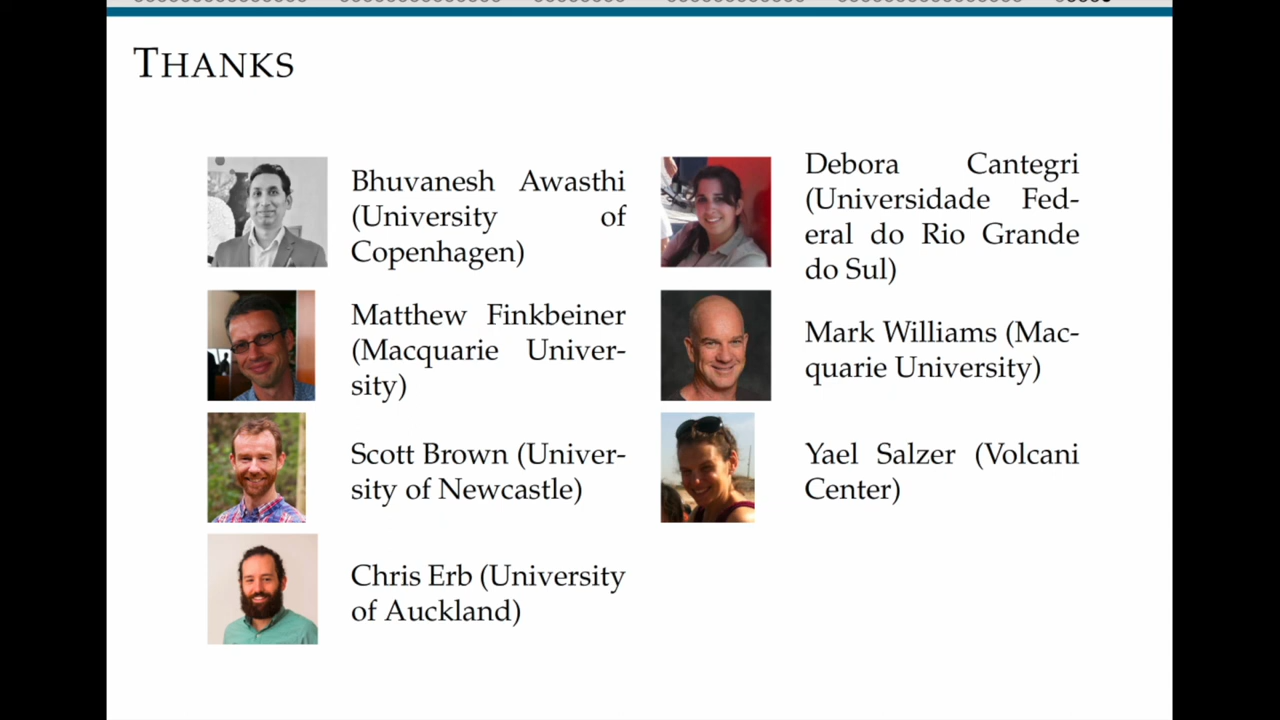 THANKS
Bhuvanesh Awasthi
(University of
Copenhagen)
Debora Cantegri
(Universidade Fed-
eral do Rio Grande
do Sul)
Matthew Finkbeiner
(Macquarie Univer-
sity)
Mark Williams (Mac-
quarie University)
Scott Brown (Univer-
sity of Newcastle)
Yael Salzer (Volcani
Center)
Chris Erb (University
of Auckland)